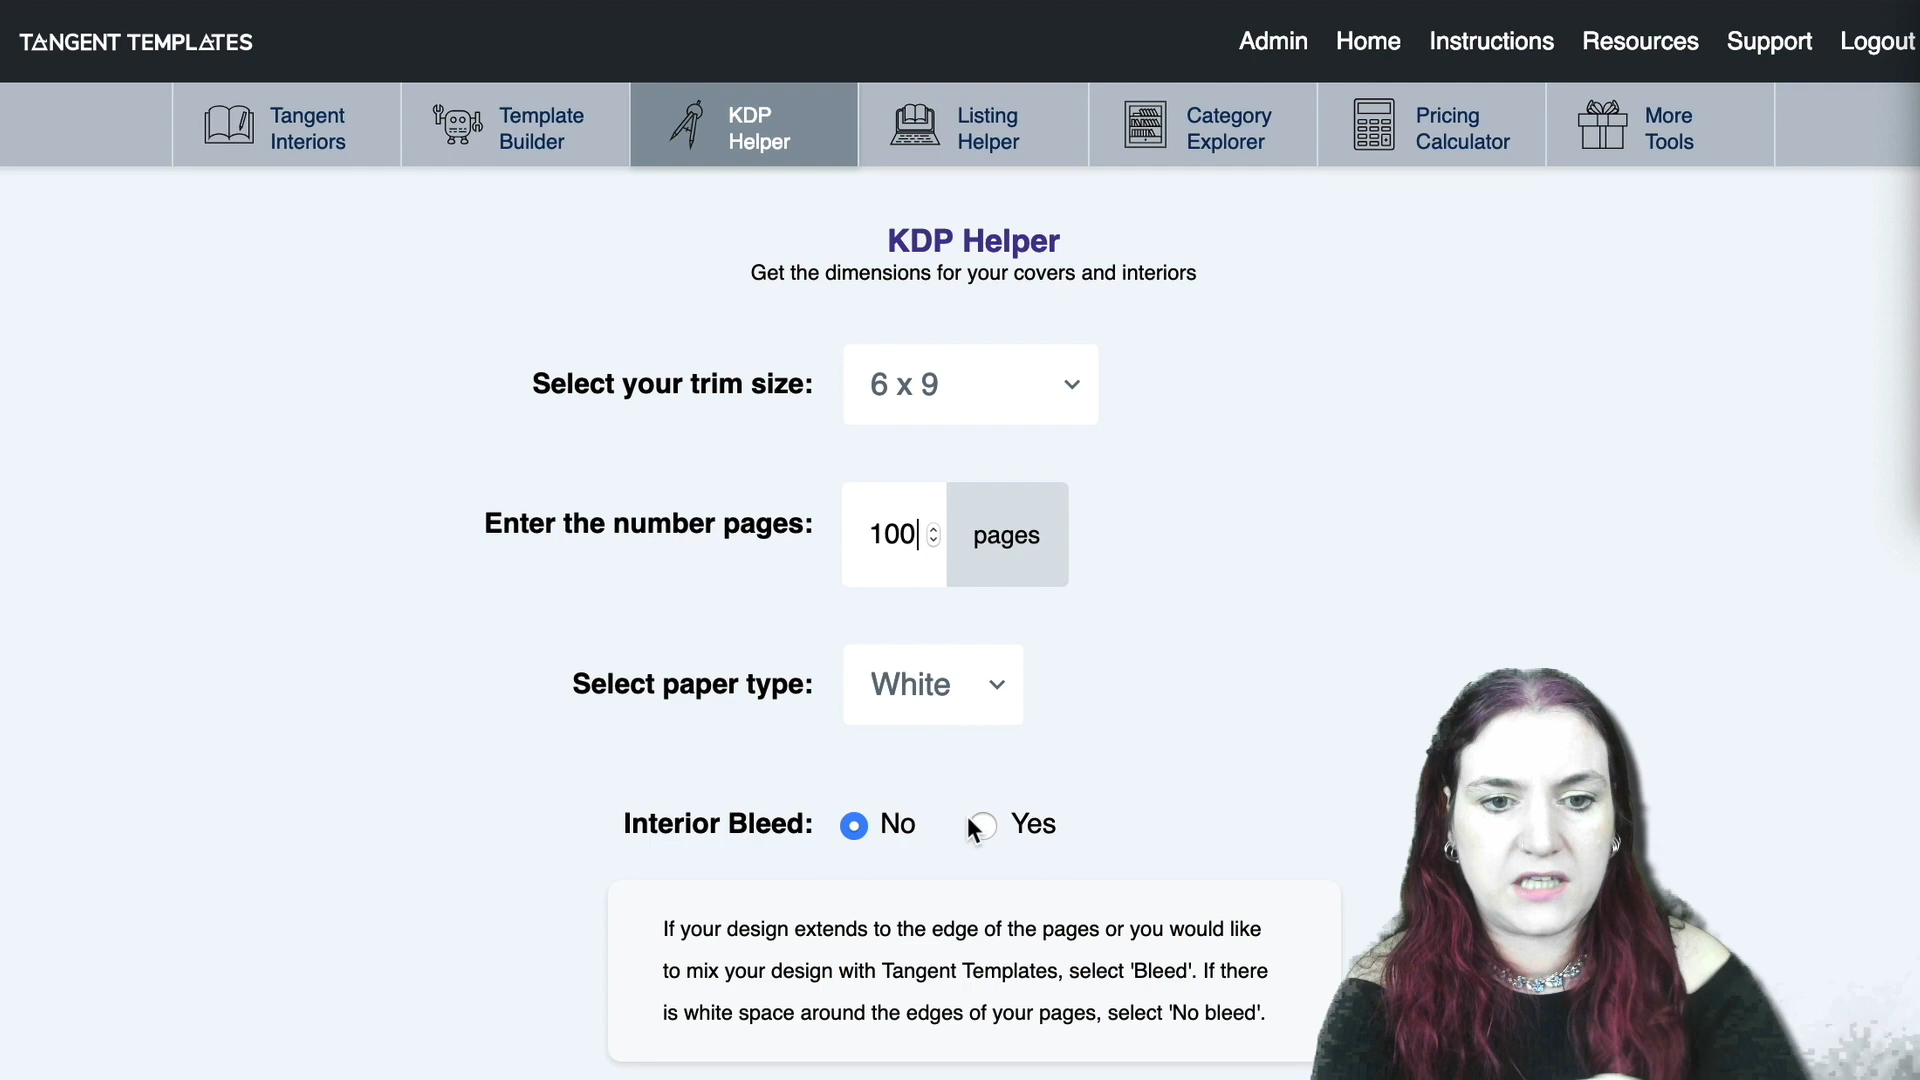 TANGENT TEMPLATES
Admin
Home
Instructions
Resources
Support
Logout
Tangent
Interiors
Template
Builder
KDP
Helper
Listing
Helper
Category
Explorer
Pricing
Calculator
More
Tools
KDP Helper
Get the dimensions for your covers and interiors
Select your trim size:
6 x 9
Enter the number pages:
100
pages
Select paper type:
White
Interior Bleed:
No
Yes
If your design extends to the edge of the pages or you would like
to mix your design with Tangent Templates, select 'Bleed'. If there
is white space around the edges of your pages, select 'No bleed'.